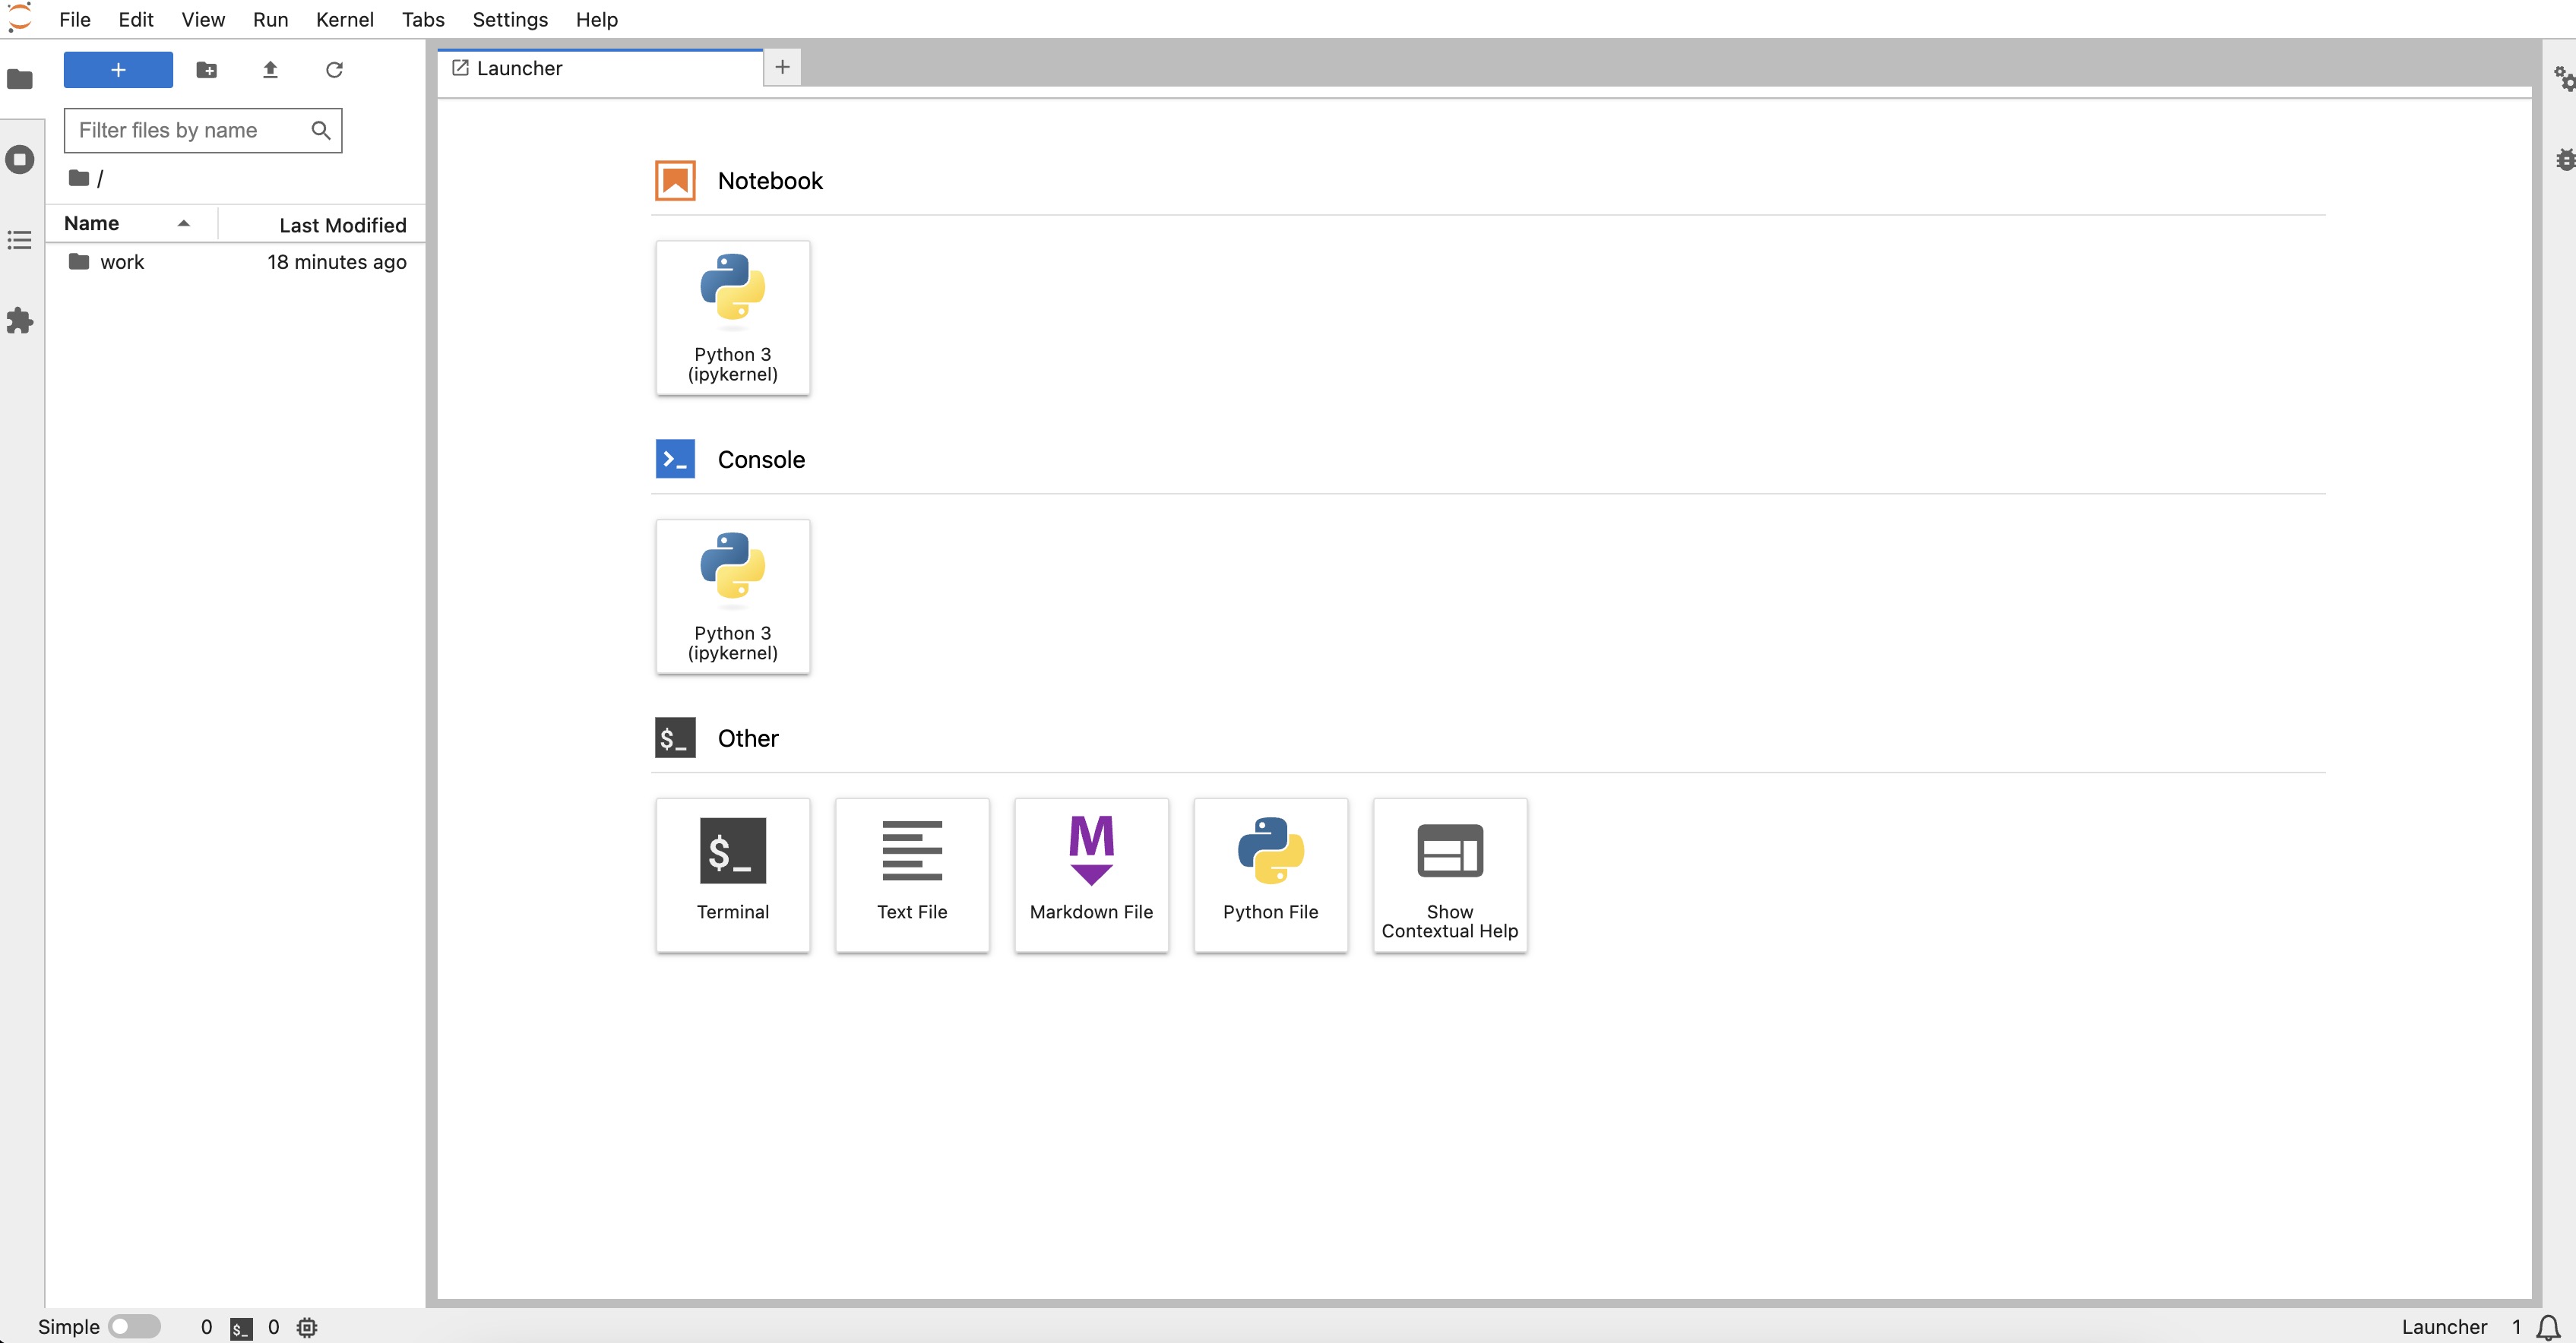 File Edit View Run Kernel Tabs Settings Help
+
Launcher
+
Filter files by name
/
Name Last Modified
work 18 minutes ago
Notebook
Python 3
(ipykernel)
>_ Console
Python 3
(ipykernel)
$_ Other
$_
Terminal
Text File
M
Markdown File
Python File
Show
Contextual Help
Simple 0 $_ 0
Launcher 1